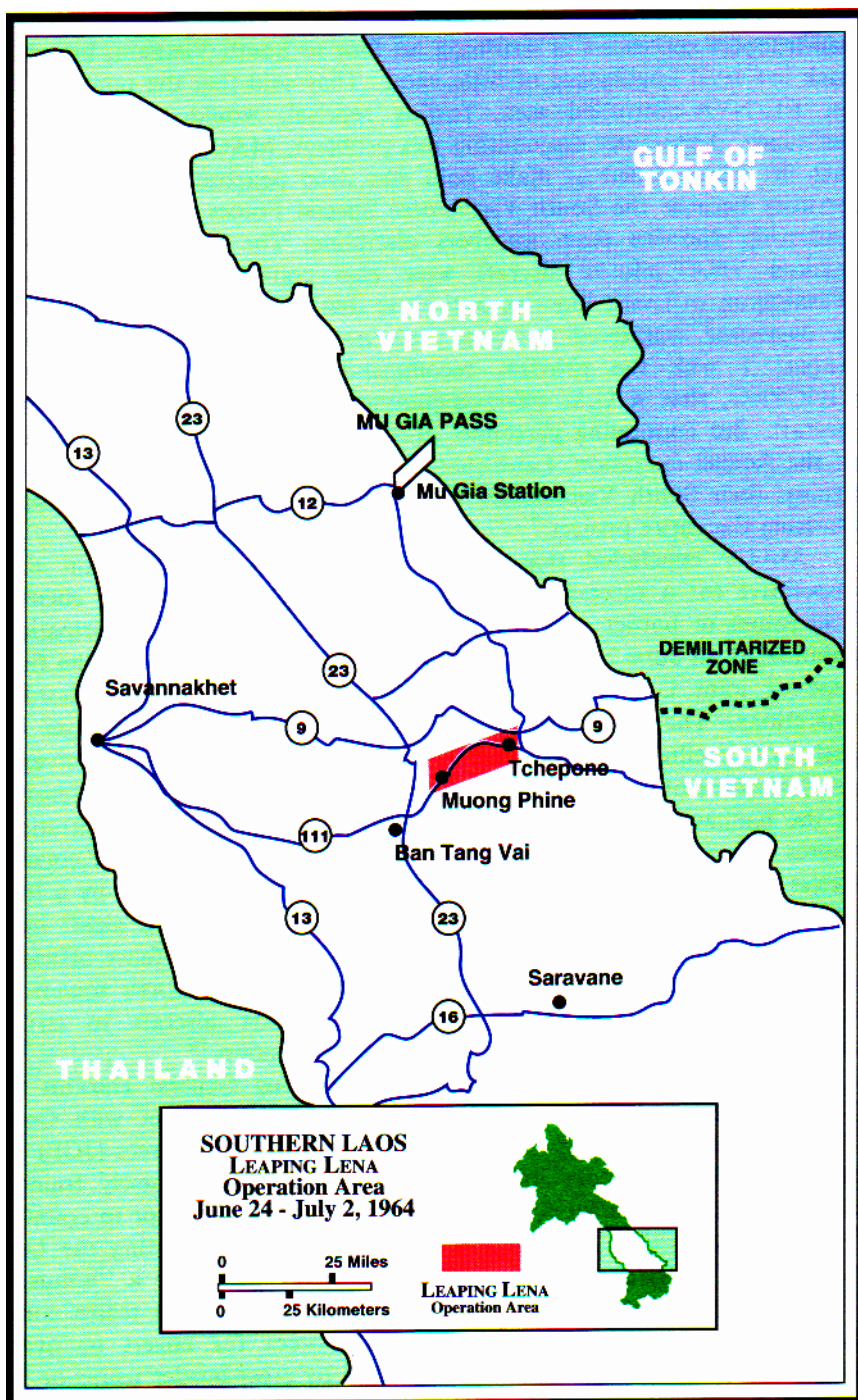 GULF OF
TONKIN
NORTH
VIETNAM
23
MU GIA PASS
13
Mu Gia Station
12
DEMILITARIZED
ZONE
23
Savannakhet
9
9
SOUTH
VIETNAM
Tchepone
Muong Phine
111
Ban Tang Vai
13
23
Saravane
16
THAILAND
SOUTHERN LAOS
LEAPING LENA
Operation Area
June 24 - July 2, 1964
0 25 Miles
0 25 Kilometers
LEAPING LENA
Operation Area